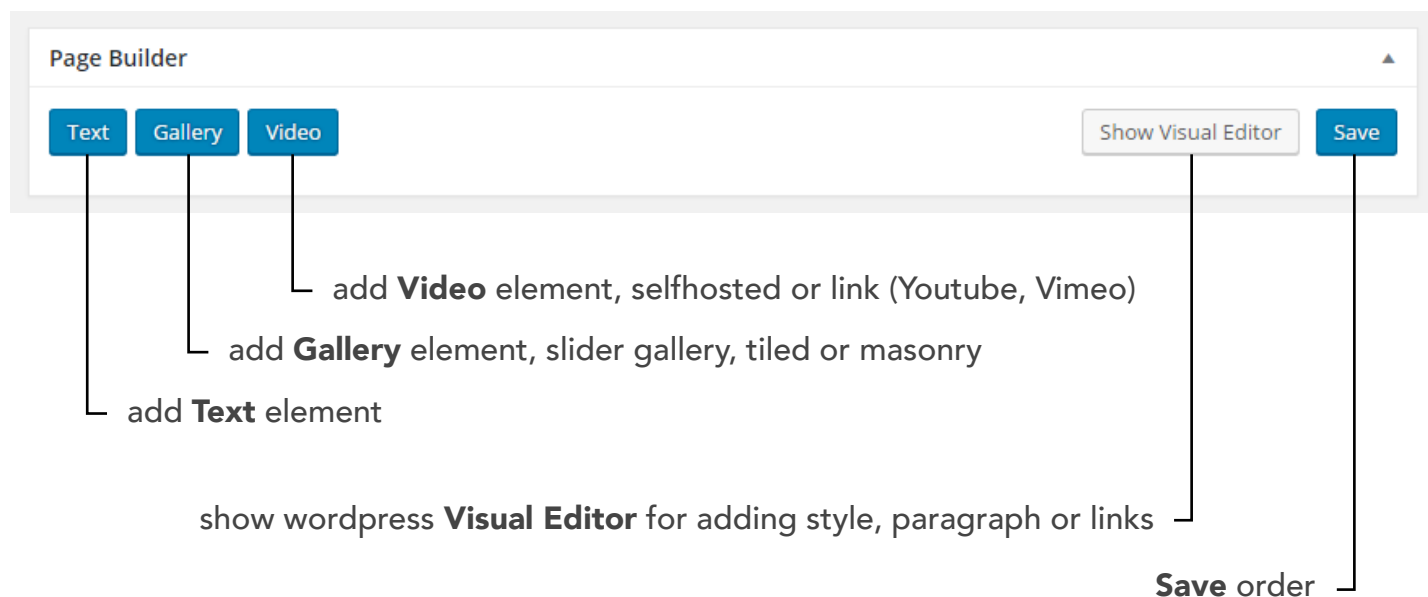 Page Builder
Text Gallery Video Show Visual Editor Save
add Video element, selfhosted or link (Youtube, Vimeo)
add Gallery element, slider gallery, tiled or masonry
add Text element
show wordpress Visual Editor for adding style, paragraph or links
Save order